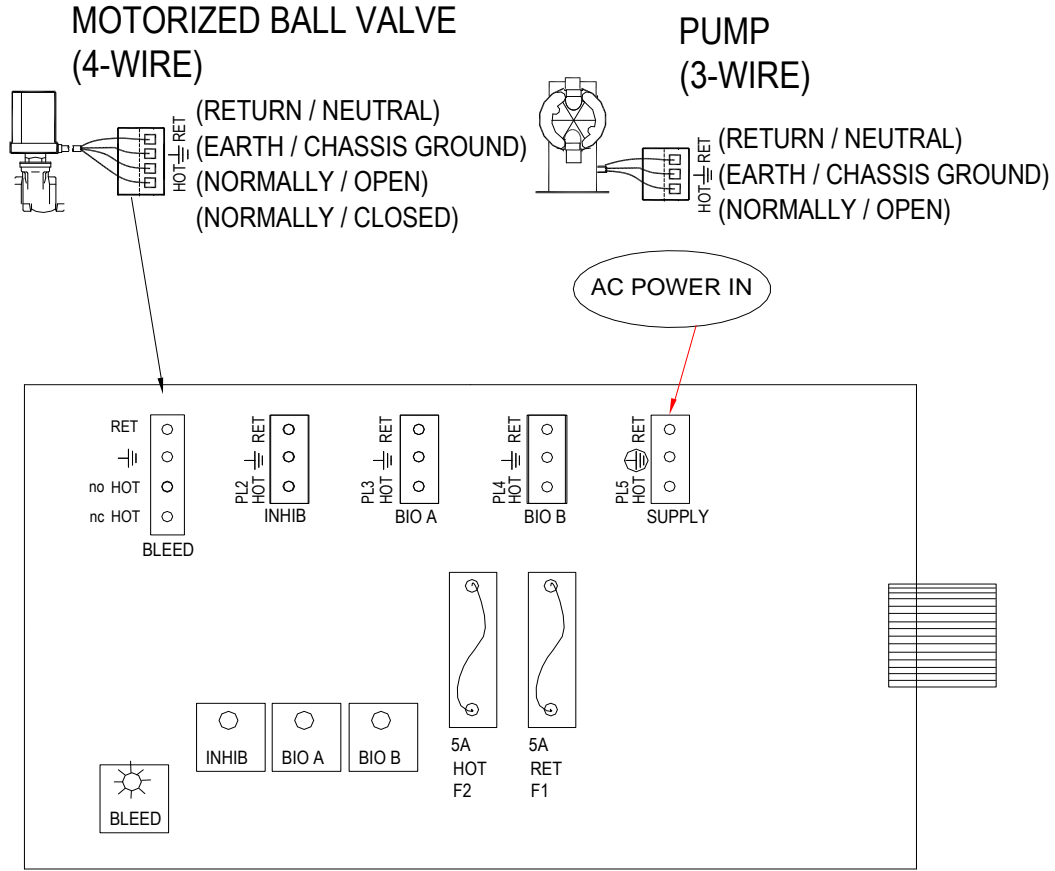 MOTORIZED BALL VALVE
(4-WIRE)
RET
HOT
(RETURN / NEUTRAL)
(EARTH / CHASSIS GROUND)
(NORMALLY / OPEN)
(NORMALLY / CLOSED)
PUMP
(3-WIRE)
RET
HOT
(RETURN / NEUTRAL)
(EARTH / CHASSIS GROUND)
(NORMALLY / OPEN)
AC POWER IN
RET
no HOT
nc HOT
BLEED
PL2
HOT RET
INHIB
PL3
HOT RET
BIO A
PL4
HOT RET
BIO B
PL5
HOT RET
SUPPLY
5A
HOT
F2
5A
RET
F1
INHIB
BIO A
BIO B
BLEED